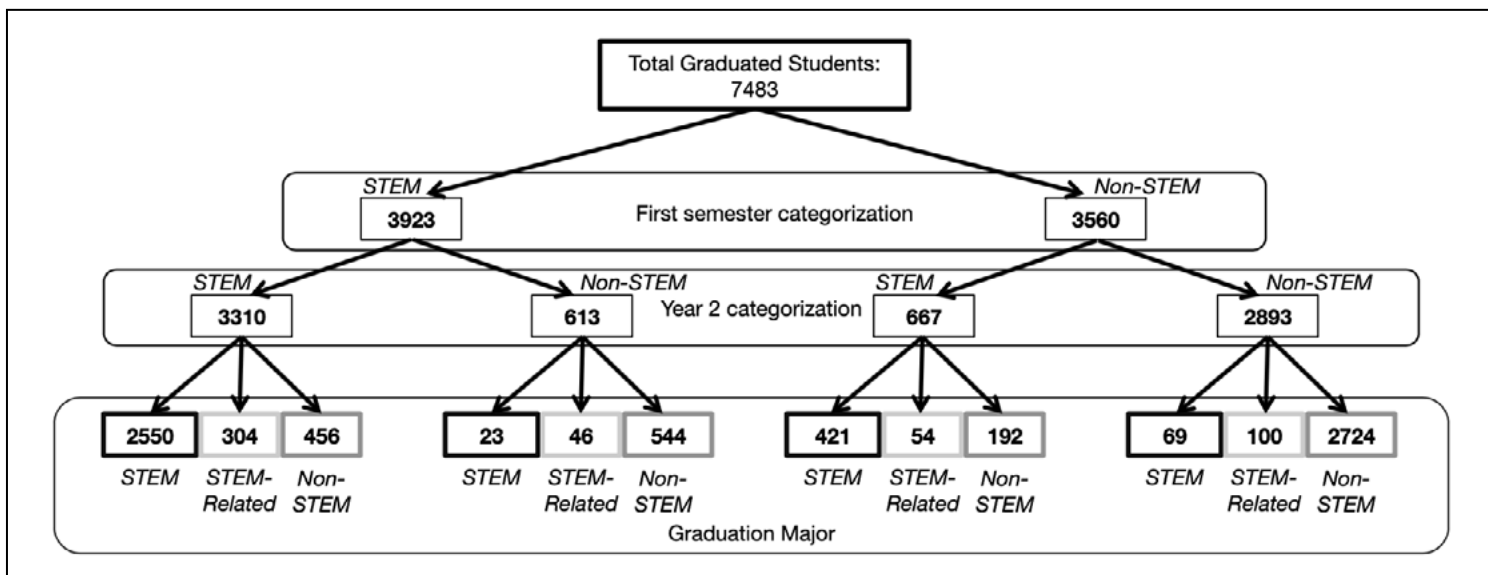 Total Graduated Students:
7483
STEM
Non-STEM
3923
First semester categorization
3560
STEM
Non-STEM
STEM
Non-STEM
3310
613
Year 2 categorization
667
2893
2550 304 456
23 46 544
421 54 192
69 100 2724
STEM STEM- Non-
Related STEM
STEM STEM- Non-
Related STEM
STEM STEM- Non-
Related STEM
STEM STEM- Non-
Related STEM
Graduation Major